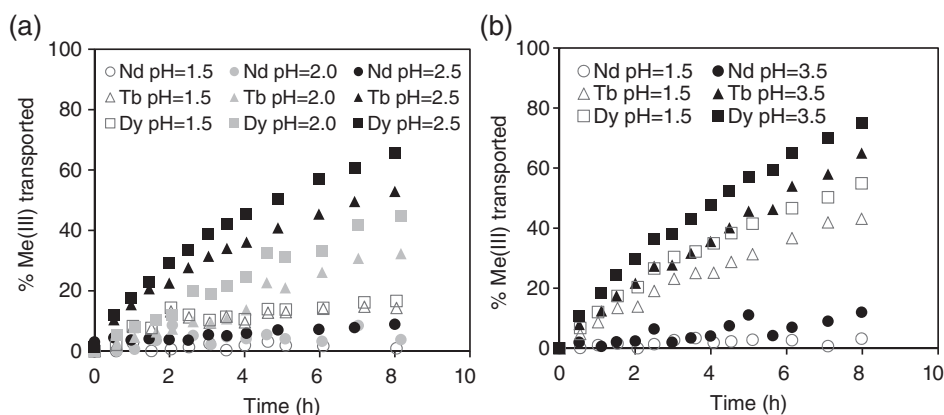 (a)
100
○ Nd pH=1.5 ● Nd pH=2.0 ● Nd pH=2.5
△ Tb pH=1.5 ▲ Tb pH=2.0 ▲ Tb pH=2.5
□ Dy pH=1.5 ■ Dy pH=2.0 ■ Dy pH=2.5
80
60
40
20
0
% Me(III) transported
0 2 4 6 8 10
Time (h)
(b)
100
○ Nd pH=1.5 ● Nd pH=3.5
△ Tb pH=1.5 ▲ Tb pH=3.5
□ Dy pH=1.5 ■ Dy pH=3.5
80
60
40
20
0
% Me(III) transported
0 2 4 6 8 10
Time (h)